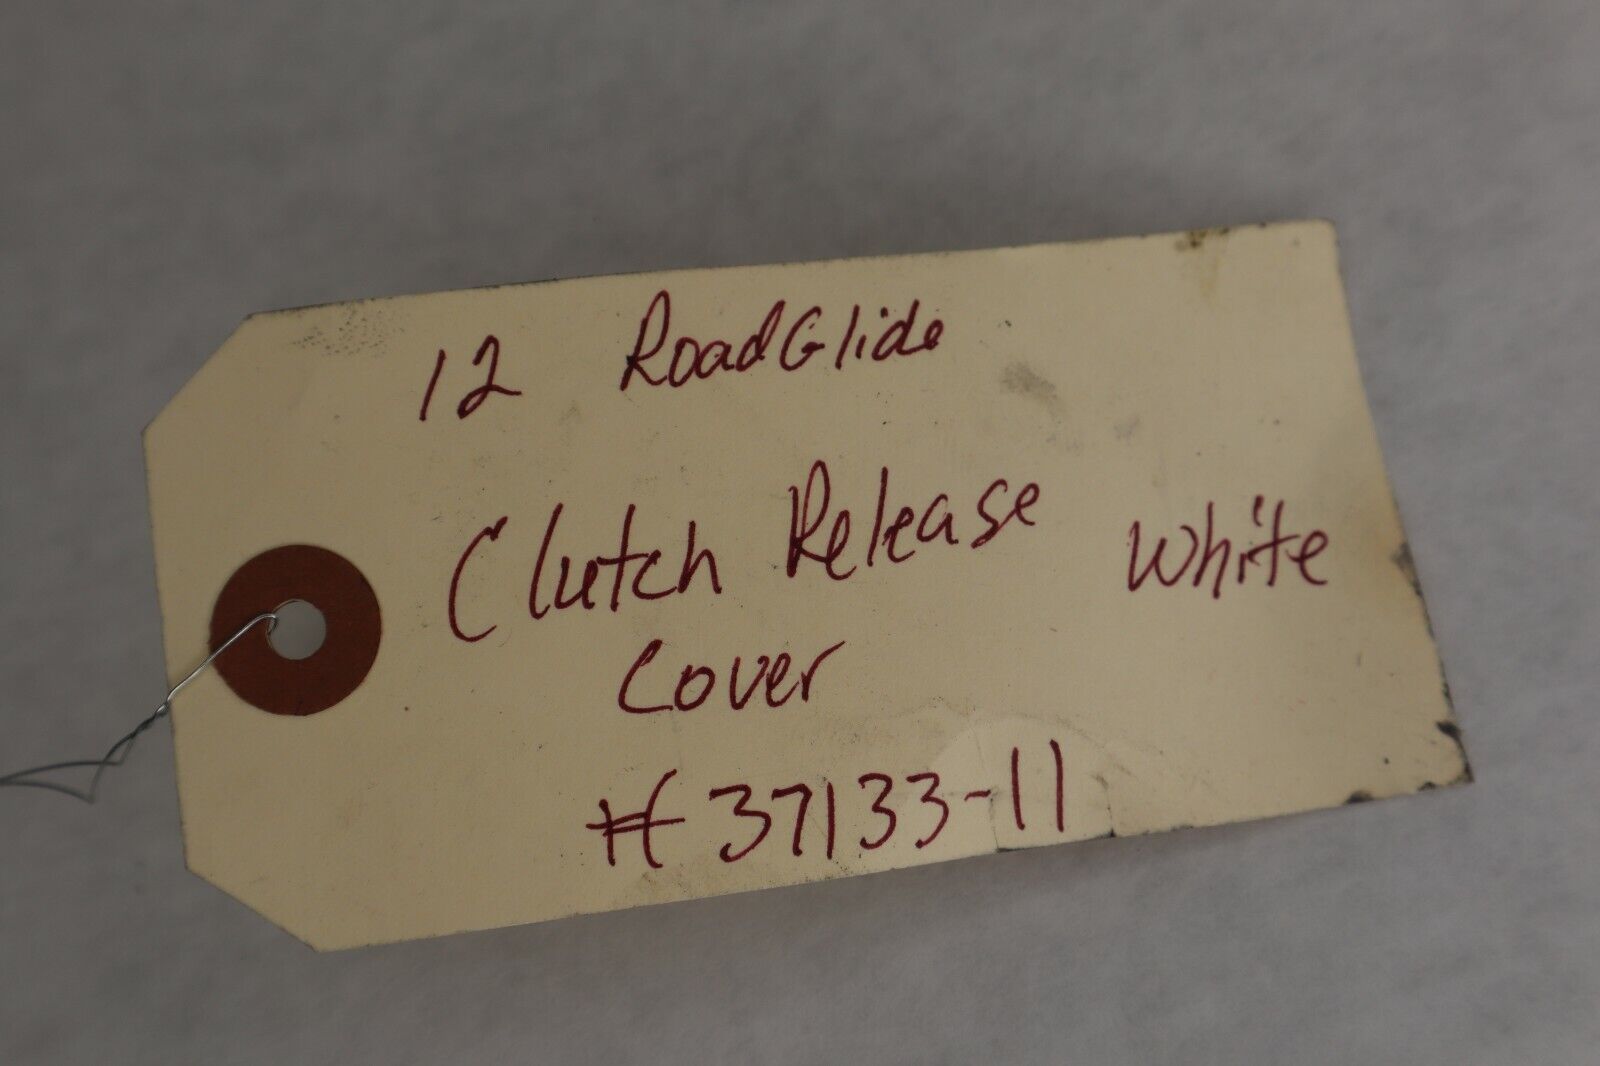 12 RoadGlide
Clutch Release White
Cover
#37133-11